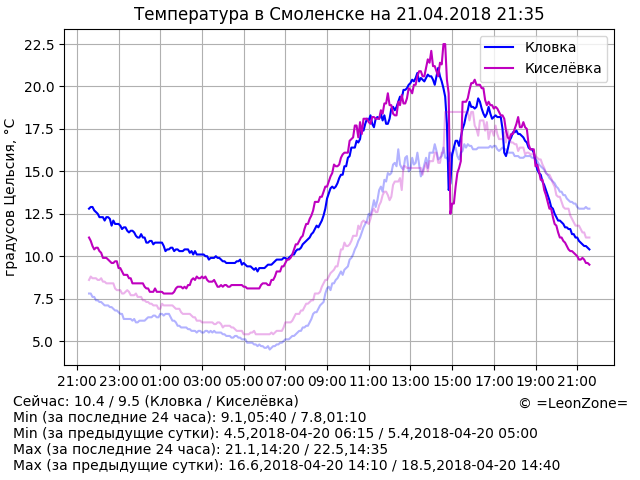 Температура в Смоленске на 21.04.2018 21:35
Кловка
Киселёвка
градусов Цельсия, °C
22.5
20.0
17.5
15.0
12.5
10.0
7.5
5.0
21:00 23:00 01:00 03:00 05:00 07:00 09:00 11:00 13:00 15:00 17:00 19:00 21:00
Сейчас: 10.4 / 9.5 (Кловка / Киселёвка)
© =LeonZone=
Min (за последние 24 часа): 9.1,05:40 / 7.8,01:10
Min (за предыдущие сутки): 4.5,2018-04-20 06:15 / 5.4,2018-04-20 05:00
Max (за последние 24 часа): 21.1,14:20 / 22.5,14:35
Max (за предыдущие сутки): 16.6,2018-04-20 14:10 / 18.5,2018-04-20 14:40